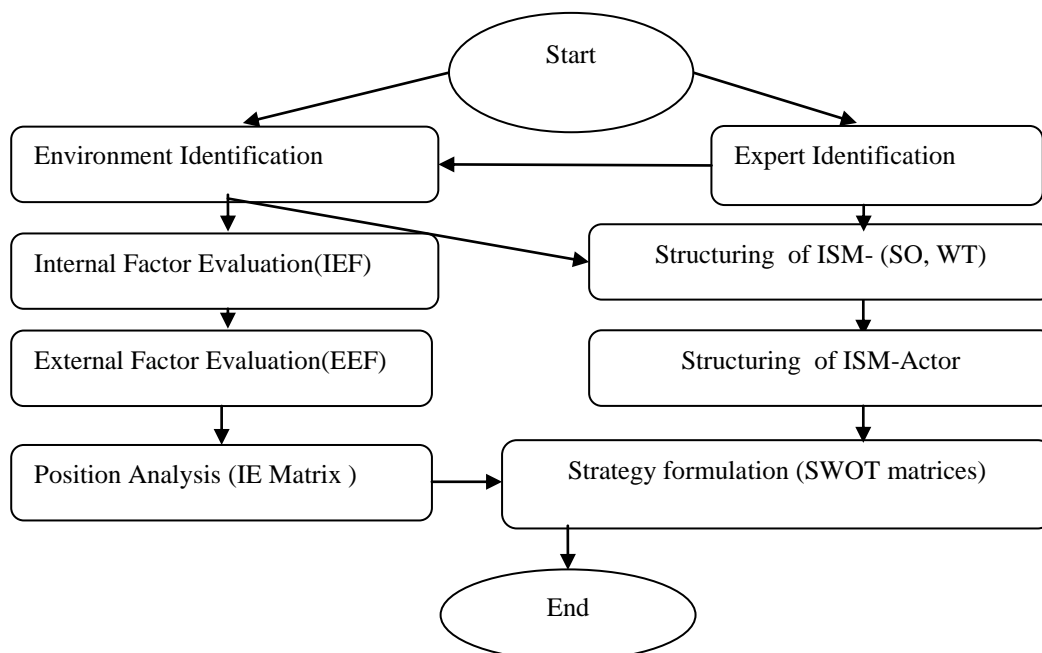 Start
Environment Identification
Expert Identification
Internal Factor Evaluation(IEF)
Structuring of ISM- (SO, WT)
External Factor Evaluation(EEF)
Structuring of ISM-Actor
Position Analysis (IE Matrix )
Strategy formulation (SWOT matrices)
End